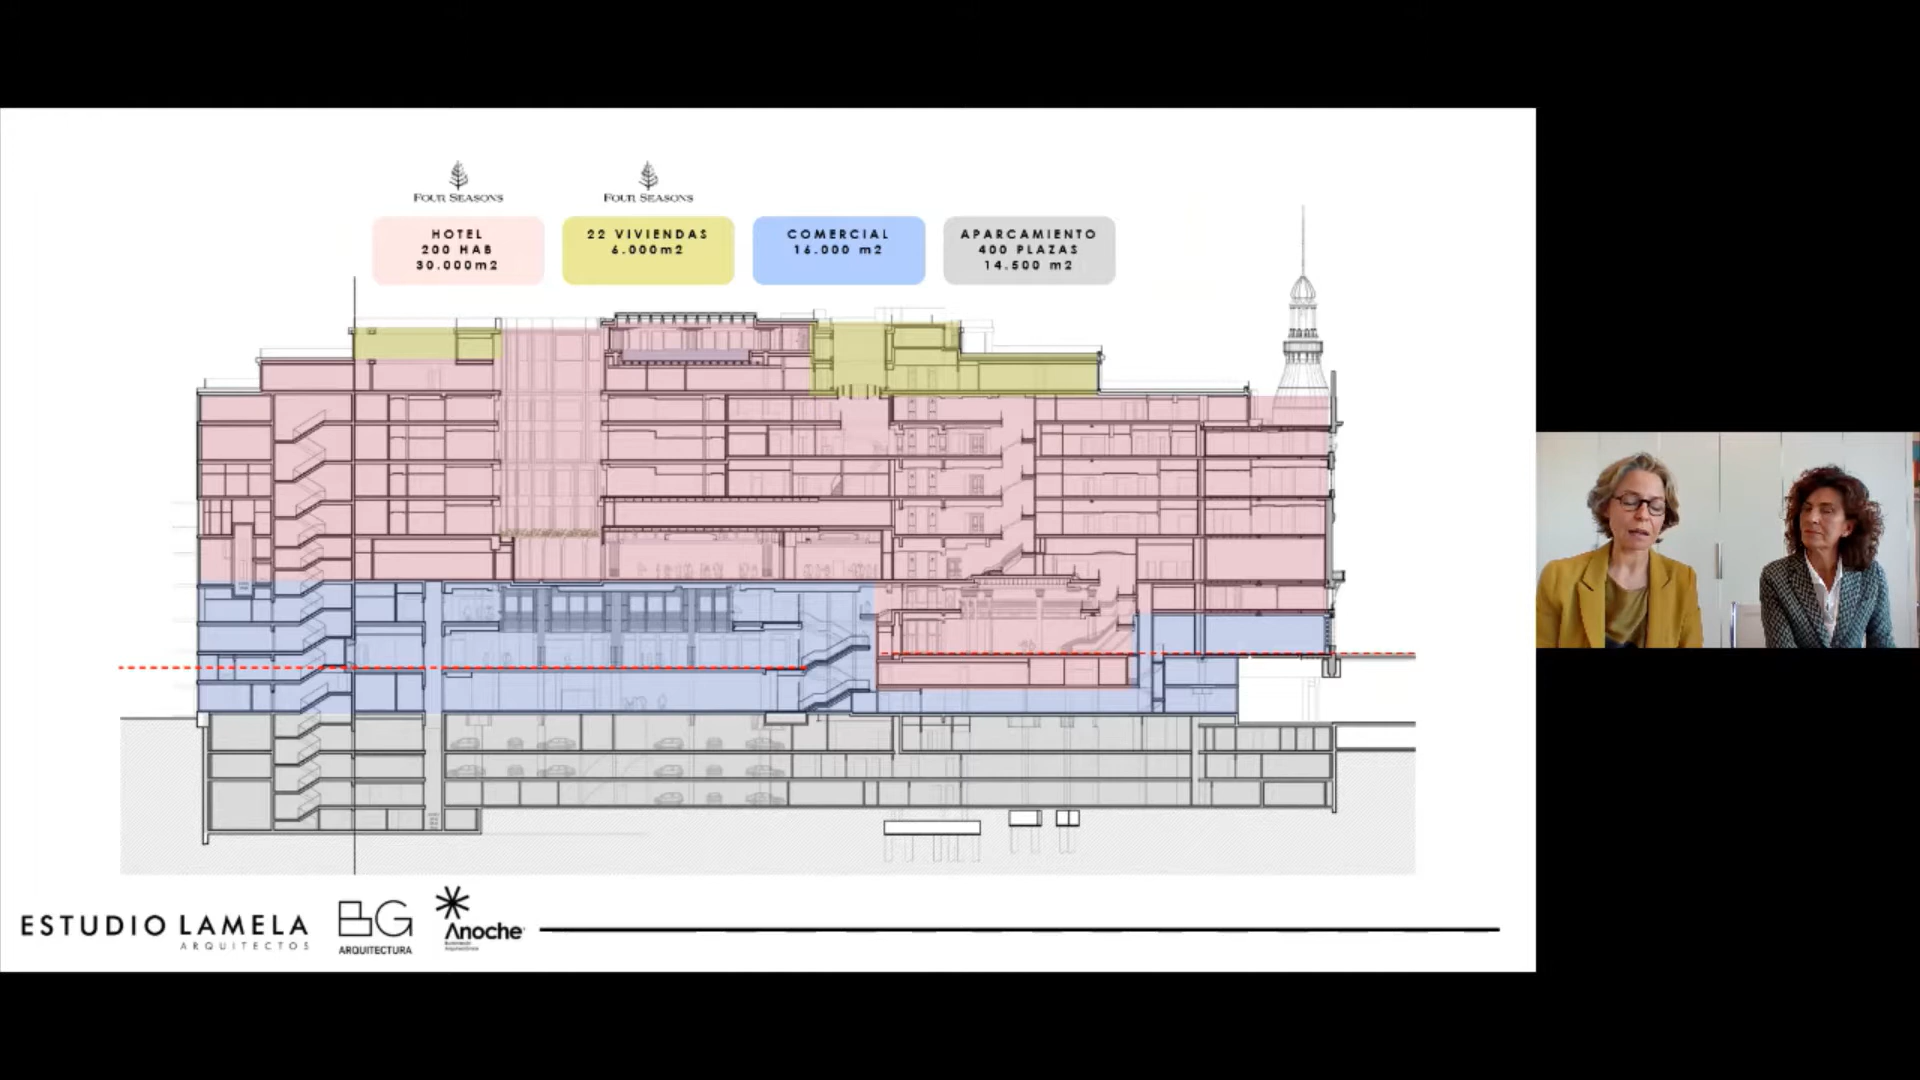 FOUR SEASONS
FOUR SEASONS
HOTEL
200 HAB
30.000m2
22 VIVIENDAS
6.000m2
COMERCIAL
16.000 m2
APARCAMIENTO
400 PLAZAS
14.500 m2
ESTUDIO LAMELA
ARQUITECTOS
BG
ARQUITECTURA
Anoche